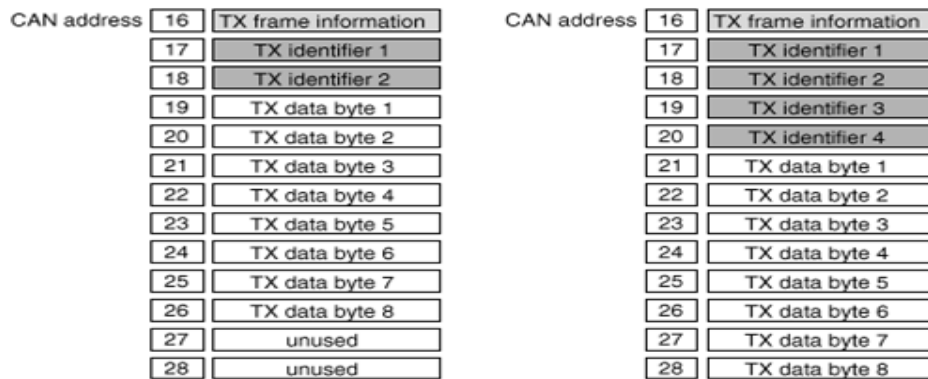 CAN address 16 TX frame information CAN address 16 TX frame information
17 TX identifier 1 17 TX identifier 1
18 TX identifier 2 18 TX identifier 2
19 TX data byte 1 19 TX identifier 3
20 TX data byte 2 20 TX identifier 4
21 TX data byte 3 21 TX data byte 1
22 TX data byte 4 22 TX data byte 2
23 TX data byte 5 23 TX data byte 3
24 TX data byte 6 24 TX data byte 4
25 TX data byte 7 25 TX data byte 5
26 TX data byte 8 26 TX data byte 6
27 unused 27 TX data byte 7
28 unused 28 TX data byte 8